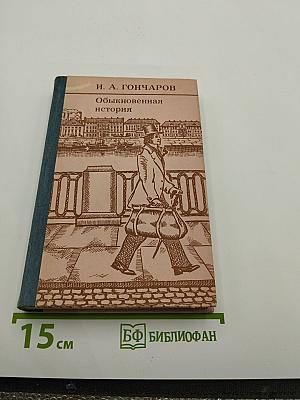 И. А. ГОНЧАРОВ
Обыкновенная
история
15 см
БФ БИБЛИОФАН